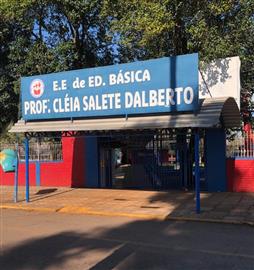 E.E de ED. BÁSICA
PROF. CLÉIA SALETE DALBERTO